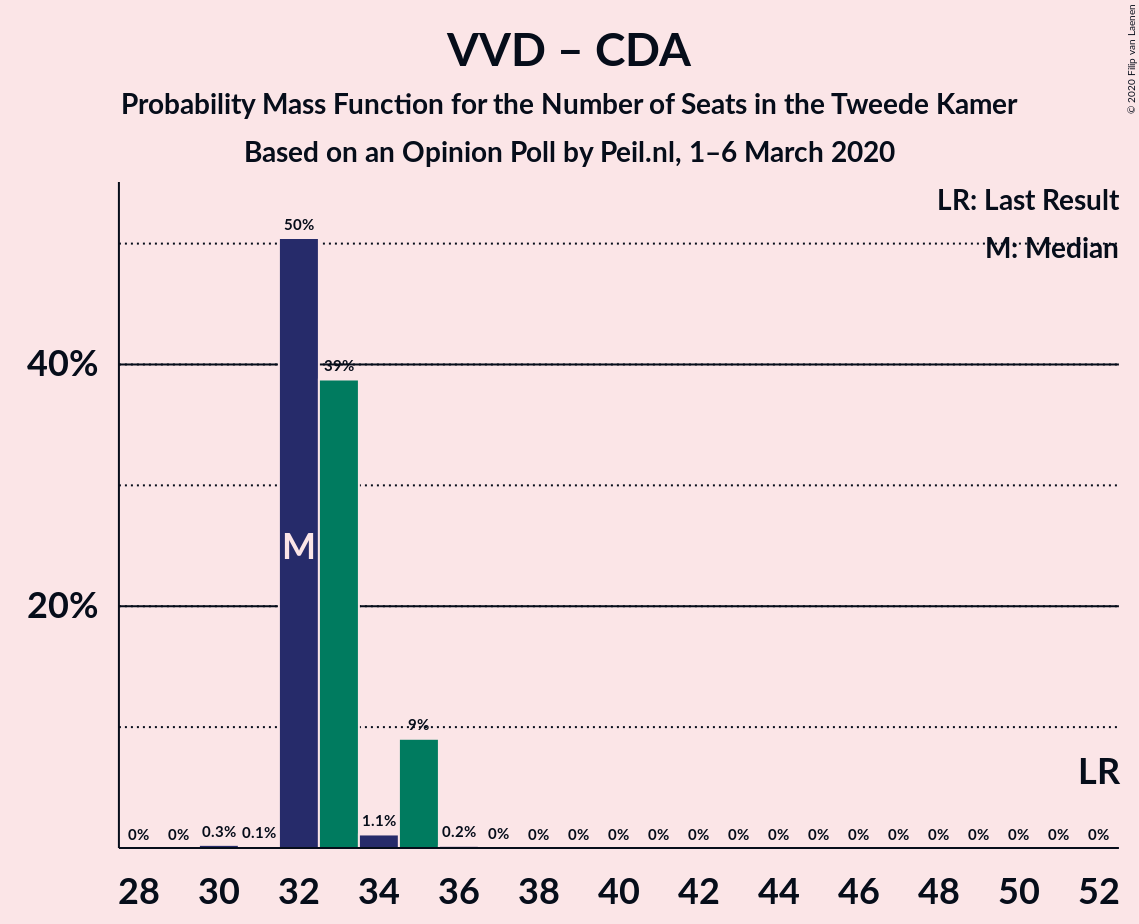 VVD – CDA
Probability Mass Function for the Number of Seats in the Tweede Kamer
Based on an Opinion Poll by Peil.nl, 1–6 March 2020
© 2020 Filip van Laenen
LR: Last Result
M: Median
40%
20%
0% 0% 0.3% 0.1% 50% 39% 1.1% 9% 0.2% 0% 0% 0% 0% 0% 0% 0% 0% 0% 0% 0% 0% 0% 0% 0% 0%
M
LR
28 30 32 34 36 38 40 42 44 46 48 50 52